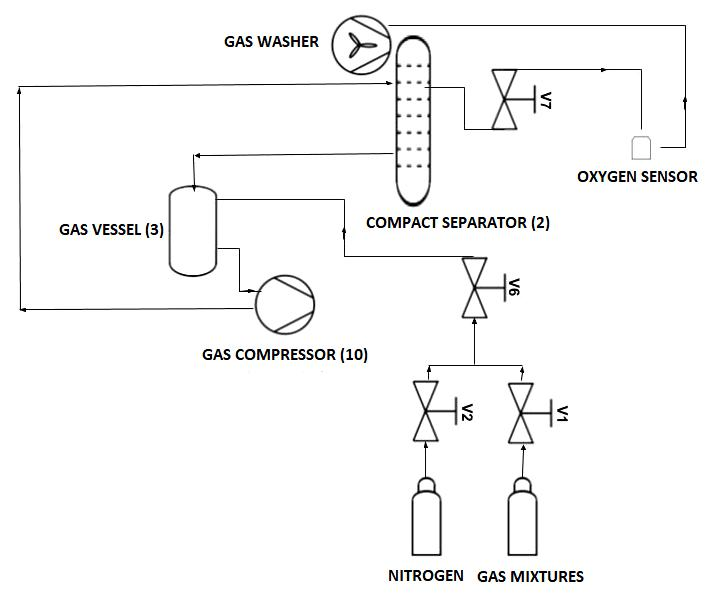 GAS WASHER
V7
OXYGEN SENSOR
COMPACT SEPARATOR (2)
GAS VESSEL (3)
V6
GAS COMPRESSOR (10)
V2
V1
NITROGEN
GAS MIXTURES